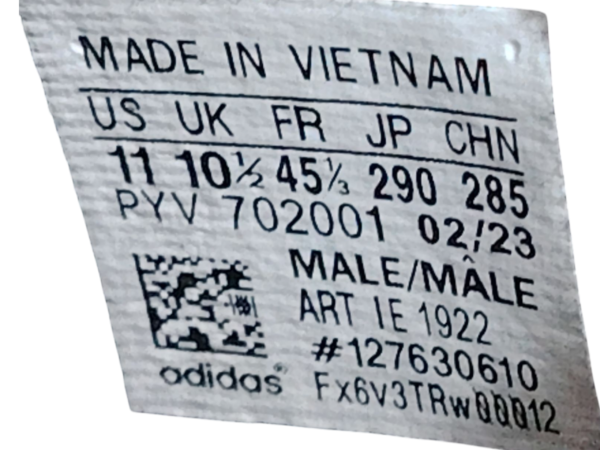 MADE IN VIETNAM
US UK FR JP CHN
11 10½ 45⅓ 290 285
PYV 702001 02/23
MALE/MÂLE
ART IE 1922
#127630610
adidas® Fx6V3TRw00012